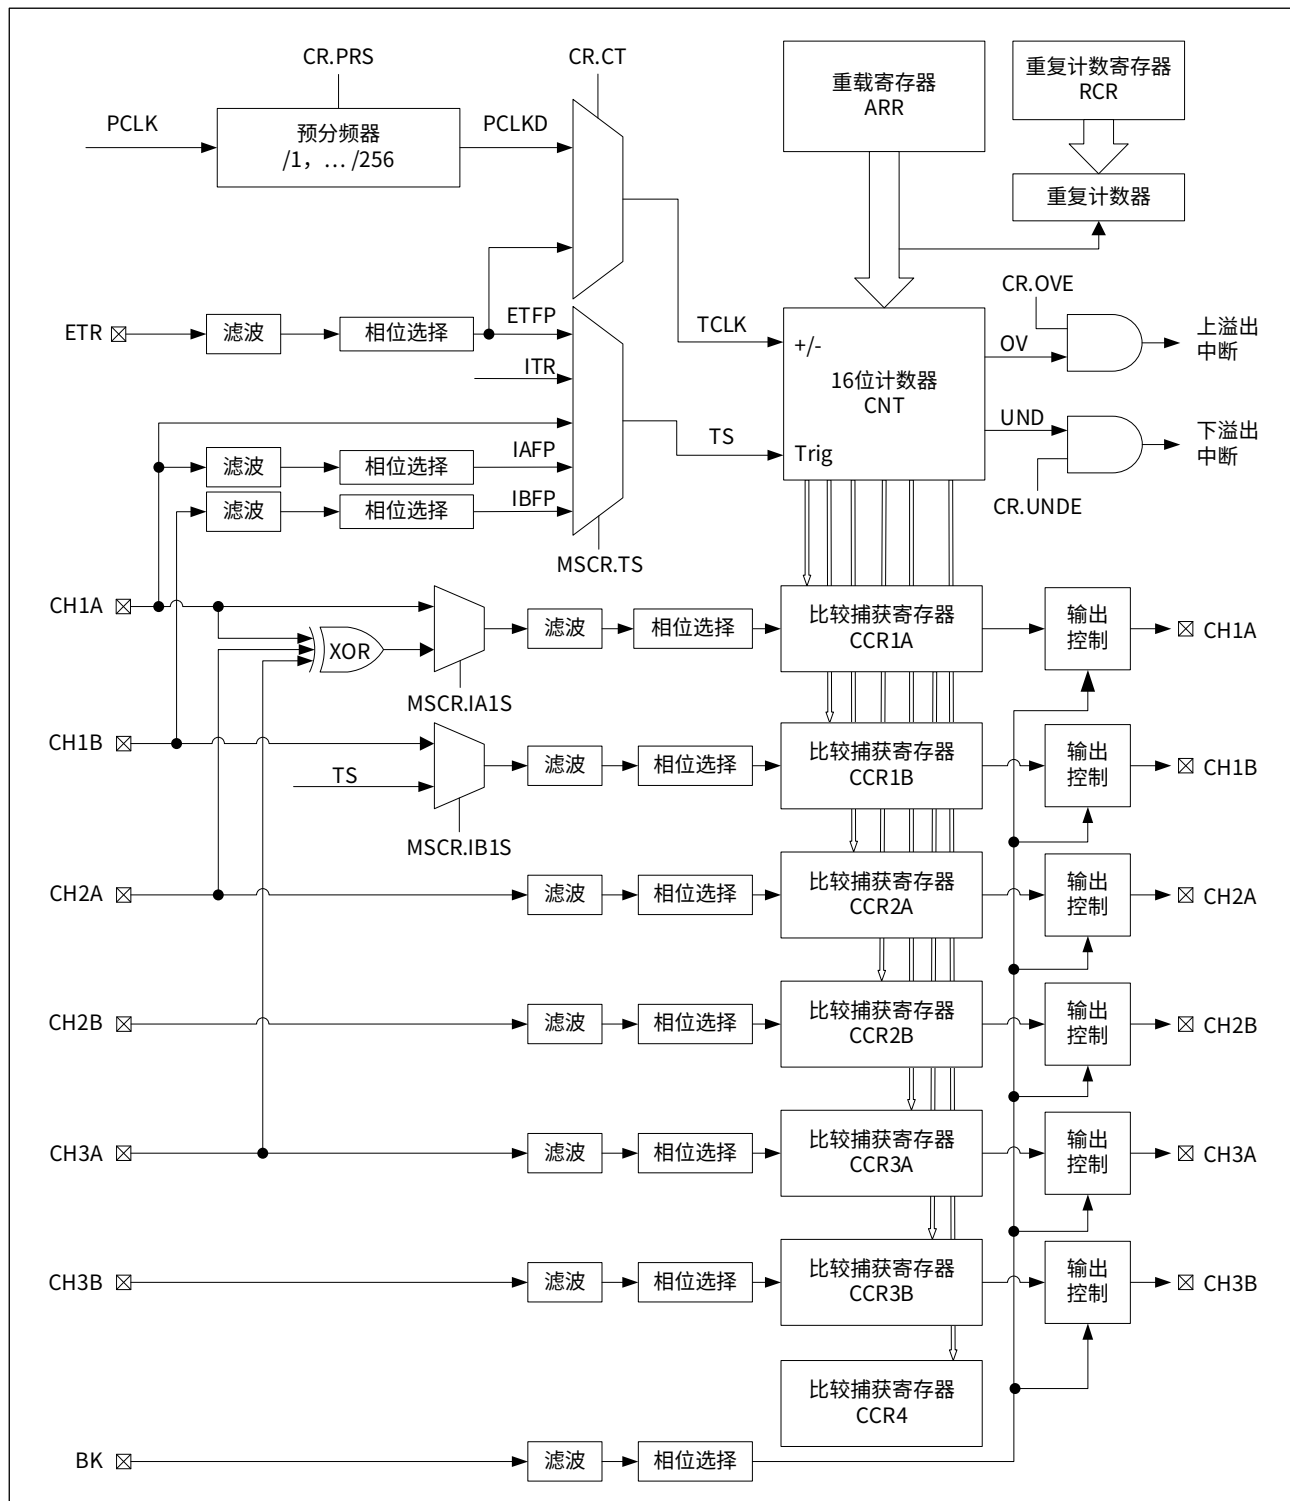 CR.PRS
CR.CT
重载寄存器
ARR
重复计数寄存器
RCR
PCLK
预分频器
/1，… /256
PCLKD
重复计数器
CR.OVE
ETR
滤波
相位选择
ETFP
ITR
TCLK
+/-
16位计数器
CNT
Trig
OV
上溢出
中断
UND
下溢出
中断
CR.UNDE
TS
滤波
相位选择
IAFP
滤波
相位选择
IBFP
MSCR.TS
CH1A
XOR
MSCR.IA1S
滤波
相位选择
比较捕获寄存器
CCR1A
输出
控制
CH1A
CH1B
TS
MSCR.IB1S
滤波
相位选择
比较捕获寄存器
CCR1B
输出
控制
CH1B
CH2A
滤波
相位选择
比较捕获寄存器
CCR2A
输出
控制
CH2A
CH2B
滤波
相位选择
比较捕获寄存器
CCR2B
输出
控制
CH2B
CH3A
滤波
相位选择
比较捕获寄存器
CCR3A
输出
控制
CH3A
CH3B
滤波
相位选择
比较捕获寄存器
CCR3B
输出
控制
CH3B
比较捕获寄存器
CCR4
BK
滤波
相位选择